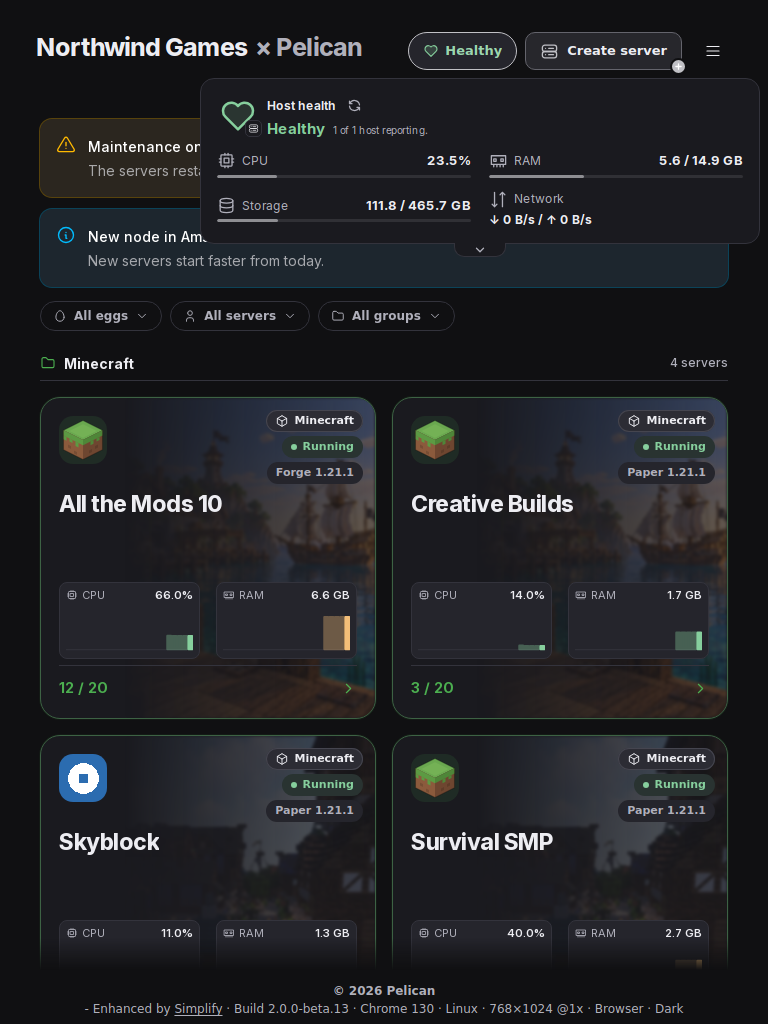 Northwind Games × Pelican
Healthy
Create server
Host health
Healthy 1 of 1 host reporting.
CPU 23.5%
RAM 5.6 / 14.9 GB
Storage 111.8 / 465.7 GB
Network
↓ 0 B/s / ↑ 0 B/s
Maintenance on
The servers
New node in
New servers start faster from today.
All eggs
All servers
All groups
Minecraft
4 servers
Minecraft
Running
Forge 1.21.1
All the Mods 10
CPU 66.0%
RAM 6.6 GB
12 / 20
Minecraft
Running
Paper 1.21.1
Creative Builds
CPU 14.0%
RAM 1.7 GB
3 / 20
Minecraft
Running
Paper 1.21.1
Skyblock
CPU 11.0%
RAM 1.3 GB
Minecraft
Running
Paper 1.21.1
Survival SMP
CPU 40.0%
RAM 2.7 GB
© 2026 Pelican
- Enhanced by Simplify · Build 2.0.0-beta.13 · Chrome 130 · Linux · 768×1024 @1x · Browser · Dark